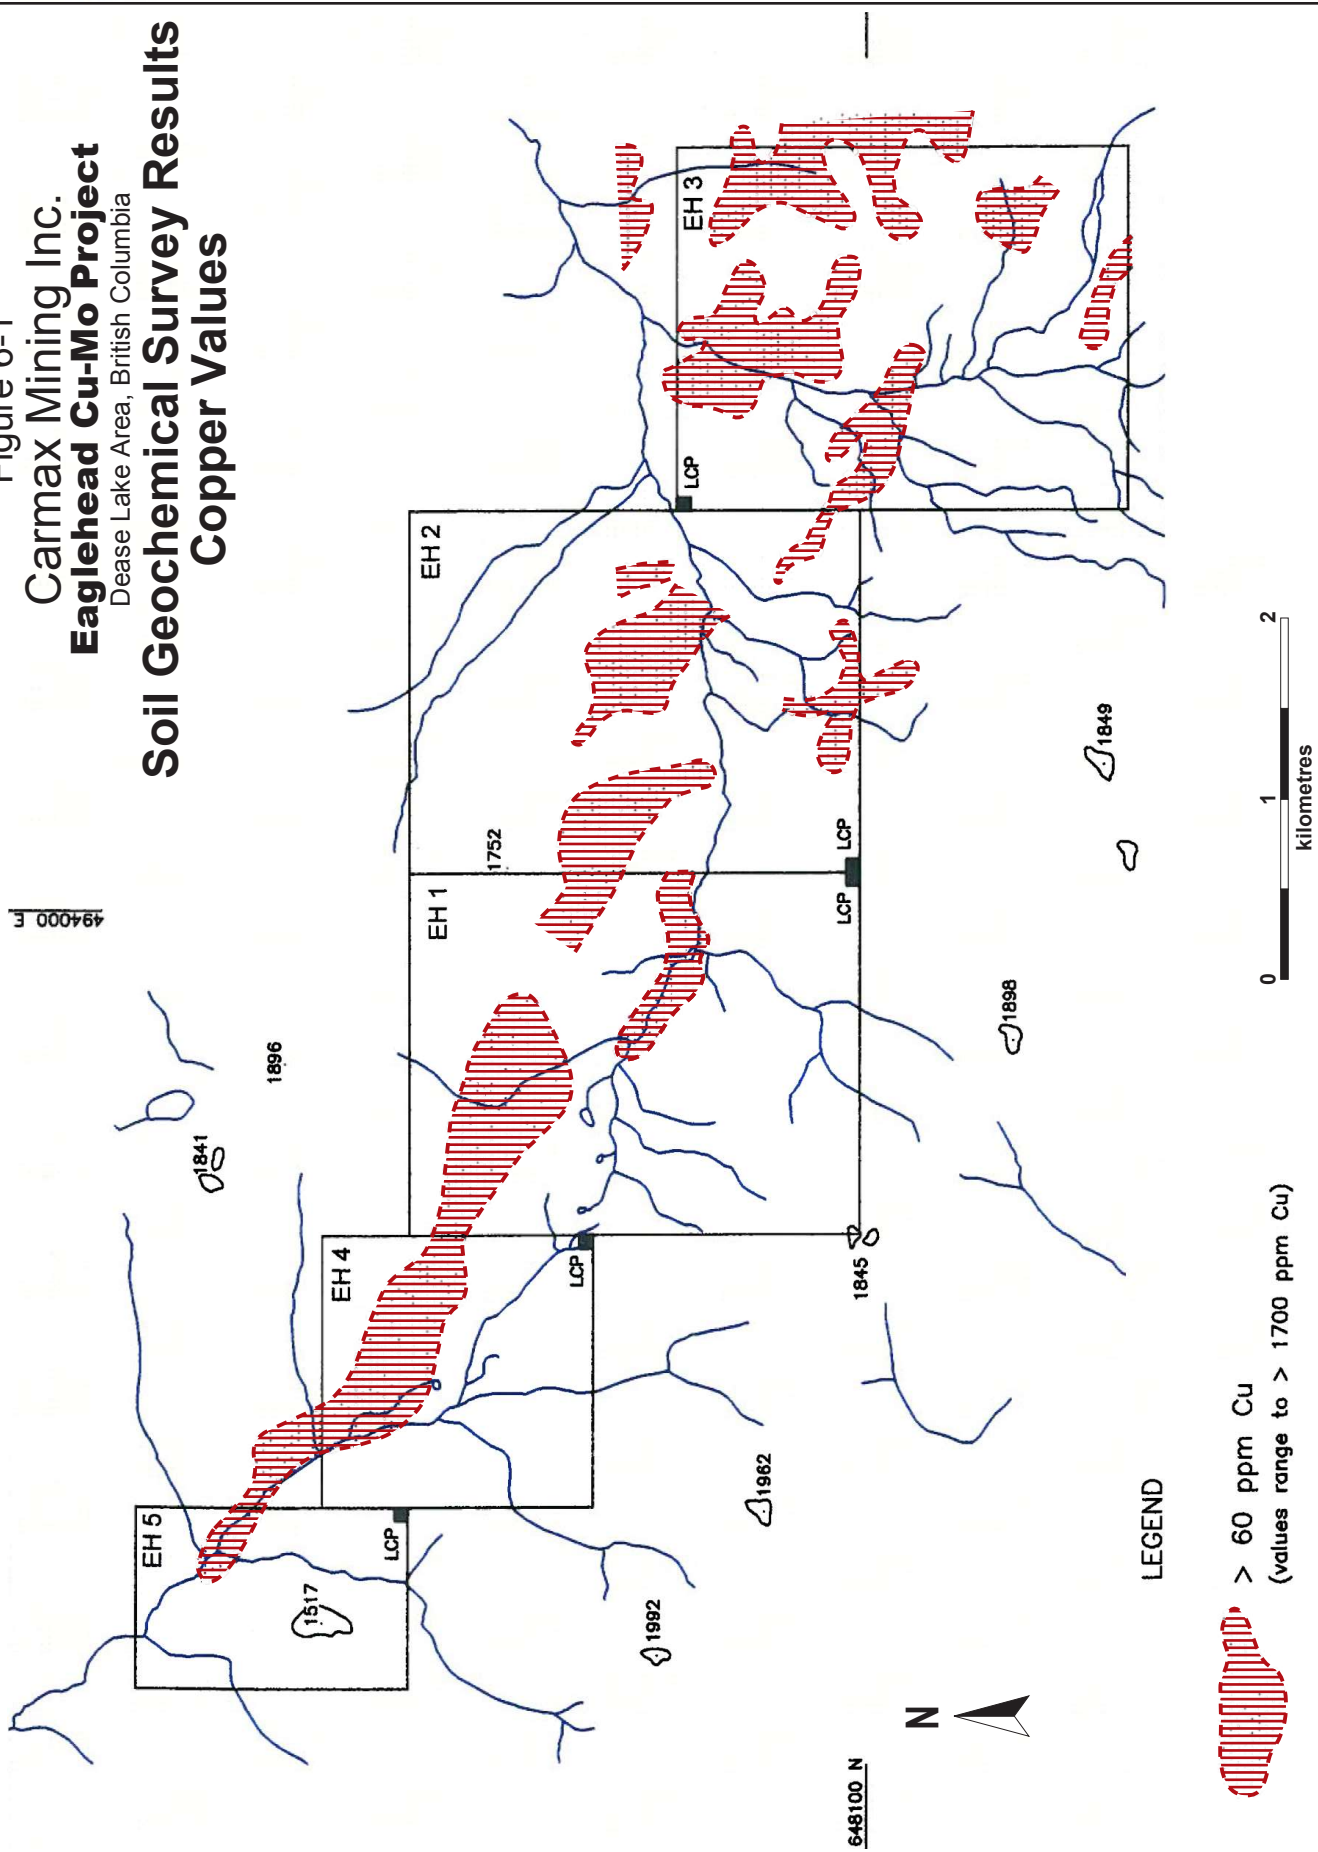 Figure 6-1
Carmax Mining Inc.
Eaglehead Cu-Mo Project
Dease Lake Area, British Columbia
Soil Geochemical Survey Results
Copper Values
494000 E
1841
1896
1752
EH 5
EH 4
EH 1
EH 2
EH 3
1517
LCP
LCP
LCP
LCP
LCP
1992
1962
1845
1898
1849
648100 N
N
LEGEND
> 60 ppm Cu
(values range to > 1700 ppm Cu)
0 1 2
kilometres